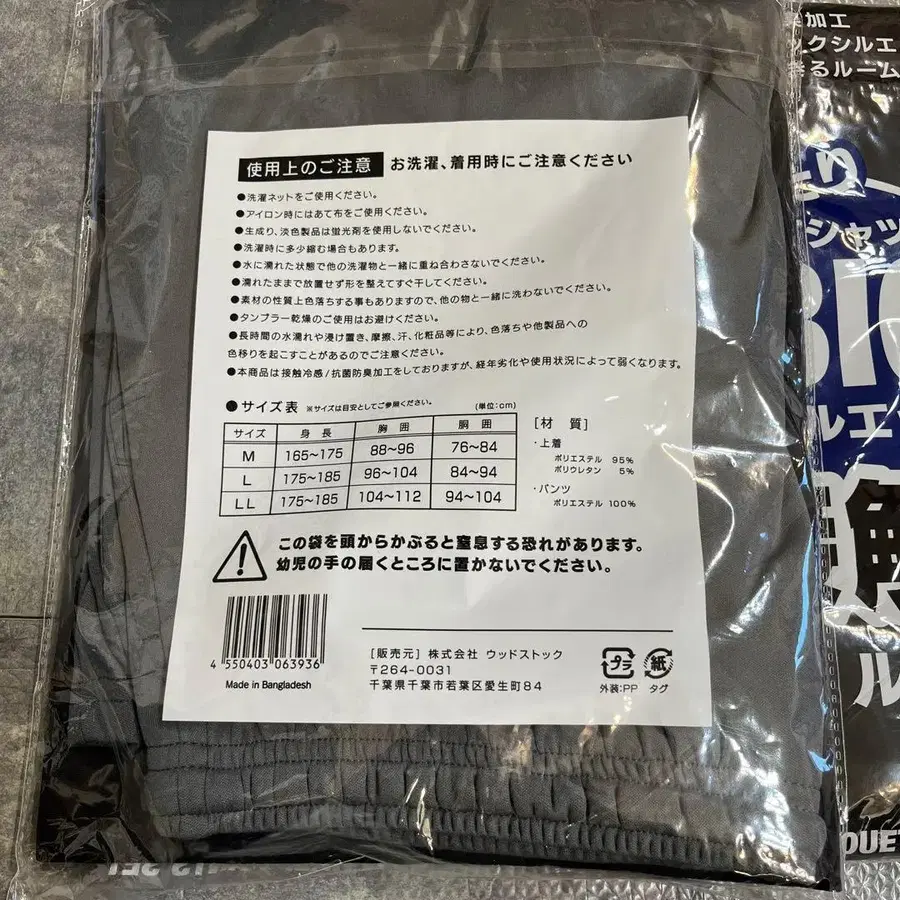 使用上のご注意 お洗濯、着用時にご注意ください
●洗濯ネットをご使用ください。
●アイロン時にはあて布をご使用ください。
●生成り、淡色製品は蛍光剤を使用しないでください。
●洗濯時に多少縮む場合もあります。
●水に濡れた状態で他の洗濯物と一緒に重ね合わさないでください。
●濡れたままで放置せず形を整えてすぐ干してください。
●素材の性質上色落ちする事もありますので、他の物と一緒に洗わないでください。
●タンブラー乾燥のご使用はお避けください。
●長時間の水濡れや浸け置き、摩擦、汗、化粧品等により、色落ちや他製品への
色移りを起こすことがあるのでご注意ください。
●本商品は接触冷感/抗菌防臭加工をしておりますが、経年劣化や使用状況によって弱くなります。
●サイズ表 ※サイズは目安としてご参照ください。 (単位:cm)
サイズ 身長 胸囲 胴囲
M 165~175 88~96 76~84
L 175~185 96~104 84~94
LL 175~185 104~112 94~104
[材質]
・上着
ポリエステル 95%
ポリウレタン 5%
・パンツ
ポリエステル 100%
この袋を頭からかぶると窒息する恐れがあります。
幼児の手の届くところに置かないでください。
4 550403 063936
Made in Bangladesh
[販売元] 株式会社 ウッドストック
〒264-0031
千葉県千葉市若葉区愛生町84
プラ
外装:PP
紙
タグ
加工
ックシルエ
るルーム
とり
シャツ
BIG
ルエッ
触
ル
OUET